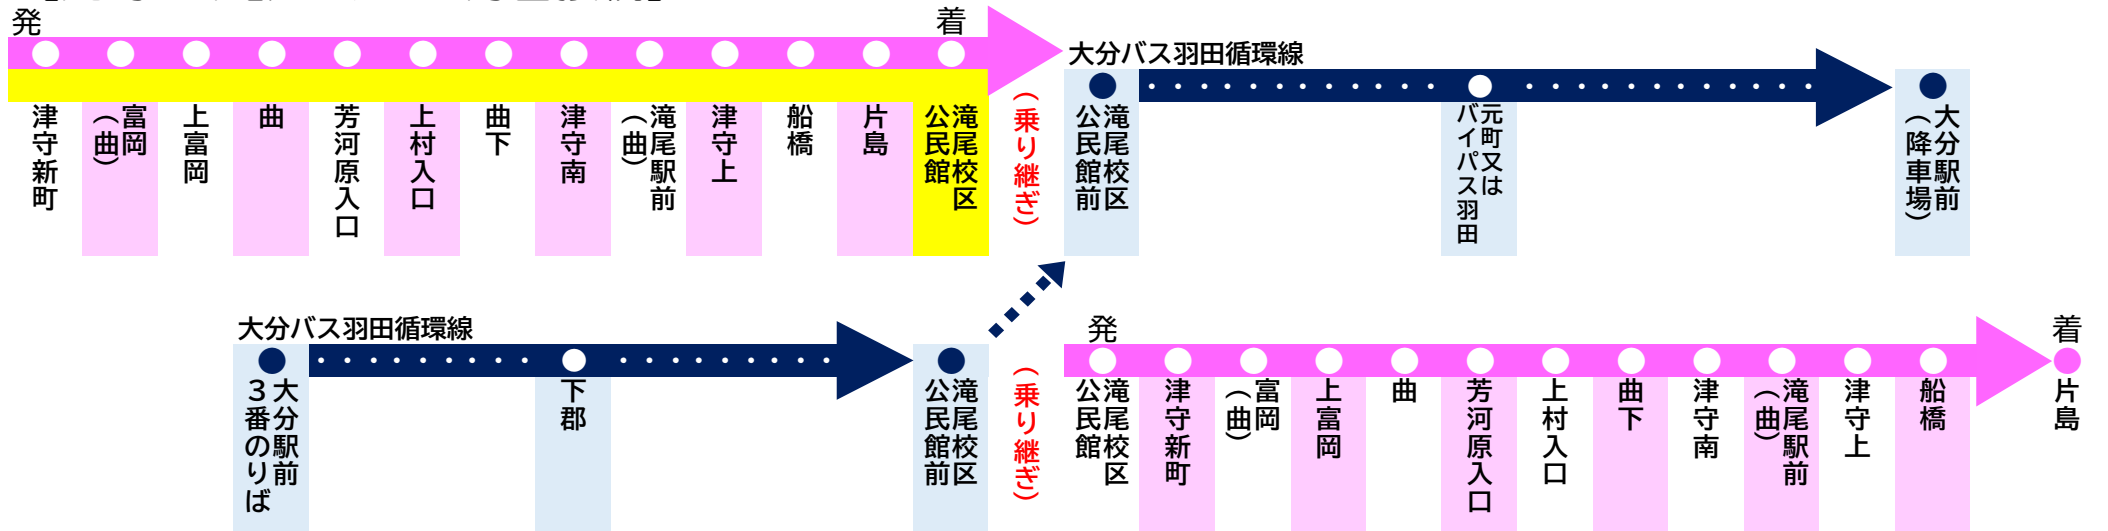 発
着
大分バス羽田循環線
津守新町
富岡
(曲)
上富岡
曲
芳河原入口
上村入口
曲下
津守南
滝尾駅前
(曲)
津守上
船橋
片島
滝尾校区
公民館
(乗り継ぎ)
滝尾校区
公民館前
元町又は
バイパス羽田
大分駅前
(降車場)
大分バス羽田循環線
大分駅前
3番のりば
下郡
滝尾校区
公民館前
(乗り継ぎ)
発
着
滝尾校区
公民館
津守新町
富岡
(曲)
上富岡
曲
芳河原入口
上村入口
曲下
津守南
滝尾駅前
(曲)
津守上
船橋
片島